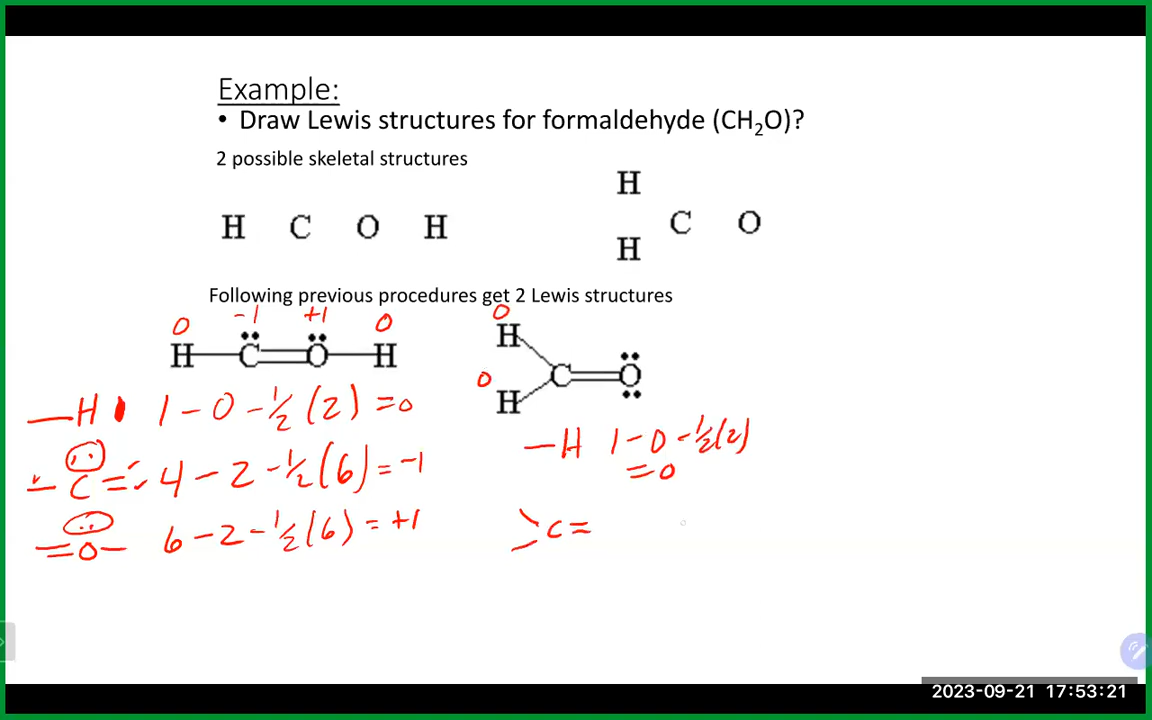 Example:
• Draw Lewis structures for formaldehyde (CH₂O)?
2 possible skeletal structures
H
H C O H
C O
H
Following previous procedures get 2 Lewis structures
0 -1 +1 0
H C O H
0
H
0
C O
H
—H 1 – 0 – ½ (2) = 0
–C= 4 – 2 – ½ (6) = -1
=O– 6 – 2 – ½ (6) = +1
—H 1 – 0 – ½(2)
= 0
>C=
2023-09-21 17:53:21